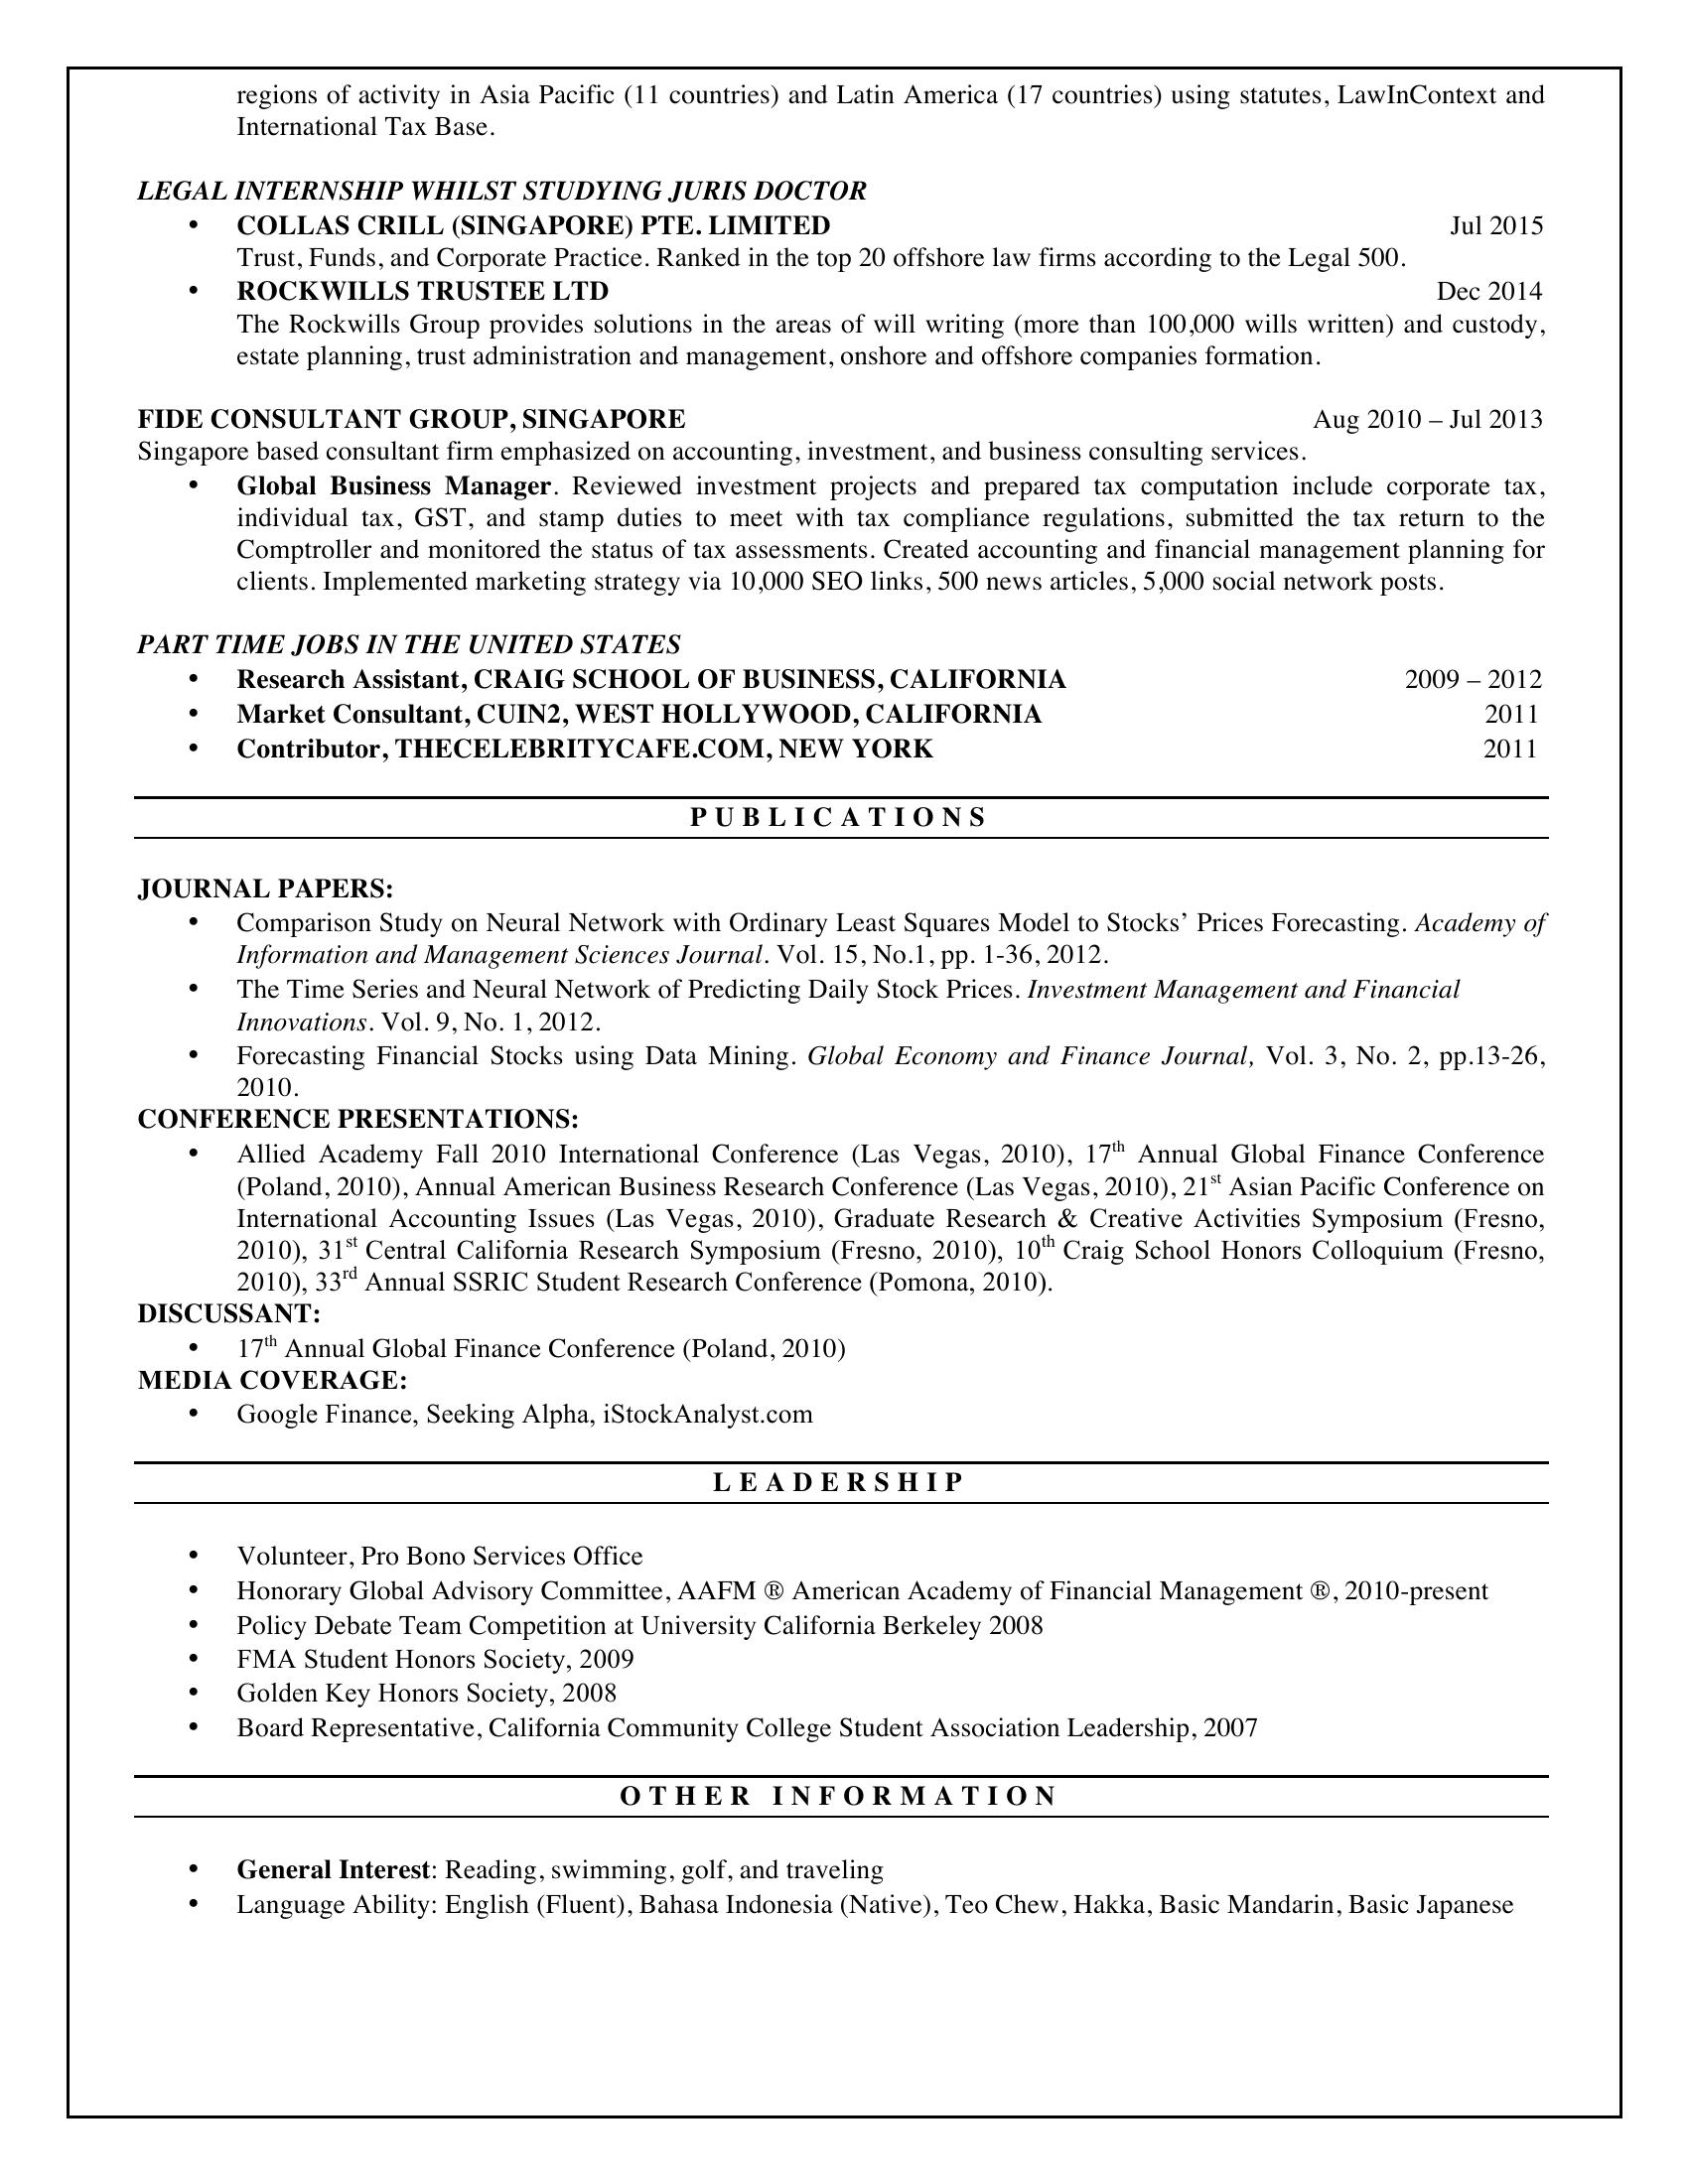 regions of activity in Asia Pacific (11 countries) and Latin America (17 countries) using statutes, LawInContext and
International Tax Base.
LEGAL INTERNSHIP WHILST STUDYING JURIS DOCTOR
• COLLAS CRILL (SINGAPORE) PTE. LIMITED Jul 2015
Trust, Funds, and Corporate Practice. Ranked in the top 20 offshore law firms according to the Legal 500.
• ROCKWILLS TRUSTEE LTD Dec 2014
The Rockwills Group provides solutions in the areas of will writing (more than 100,000 wills written) and custody,
estate planning, trust administration and management, onshore and offshore companies formation.
FIDE CONSULTANT GROUP, SINGAPORE Aug 2010 – Jul 2013
Singapore based consultant firm emphasized on accounting, investment, and business consulting services.
• Global Business Manager. Reviewed investment projects and prepared tax computation include corporate tax,
individual tax, GST, and stamp duties to meet with tax compliance regulations, submitted the tax return to the
Comptroller and monitored the status of tax assessments. Created accounting and financial management planning for
clients. Implemented marketing strategy via 10,000 SEO links, 500 news articles, 5,000 social network posts.
PART TIME JOBS IN THE UNITED STATES
• Research Assistant, CRAIG SCHOOL OF BUSINESS, CALIFORNIA 2009 – 2012
• Market Consultant, CUIN2, WEST HOLLYWOOD, CALIFORNIA 2011
• Contributor, THECELEBRITYCAFE.COM, NEW YORK 2011
PUBLICATIONS
JOURNAL PAPERS:
• Comparison Study on Neural Network with Ordinary Least Squares Model to Stocks’ Prices Forecasting. Academy of
Information and Management Sciences Journal. Vol. 15, No.1, pp. 1-36, 2012.
• The Time Series and Neural Network of Predicting Daily Stock Prices. Investment Management and Financial
Innovations. Vol. 9, No. 1, 2012.
• Forecasting Financial Stocks using Data Mining. Global Economy and Finance Journal, Vol. 3, No. 2, pp.13-26,
2010.
CONFERENCE PRESENTATIONS:
• Allied Academy Fall 2010 International Conference (Las Vegas, 2010), 17th Annual Global Finance Conference
(Poland, 2010), Annual American Business Research Conference (Las Vegas, 2010), 21st Asian Pacific Conference on
International Accounting Issues (Las Vegas, 2010), Graduate Research & Creative Activities Symposium (Fresno,
2010), 31st Central California Research Symposium (Fresno, 2010), 10th Craig School Honors Colloquium (Fresno,
2010), 33rd Annual SSRIC Student Research Conference (Pomona, 2010).
DISCUSSANT:
• 17th Annual Global Finance Conference (Poland, 2010)
MEDIA COVERAGE:
• Google Finance, Seeking Alpha, iStockAnalyst.com
LEADERSHIP
• Volunteer, Pro Bono Services Office
• Honorary Global Advisory Committee, AAFM ® American Academy of Financial Management ®, 2010-present
• Policy Debate Team Competition at University California Berkeley 2008
• FMA Student Honors Society, 2009
• Golden Key Honors Society, 2008
• Board Representative, California Community College Student Association Leadership, 2007
OTHER INFORMATION
• General Interest: Reading, swimming, golf, and traveling
• Language Ability: English (Fluent), Bahasa Indonesia (Native), Teo Chew, Hakka, Basic Mandarin, Basic Japanese